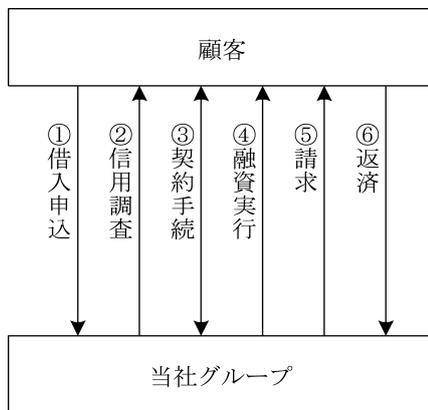 顧客
①借入申込
②信用調査
③契約手続
④融資実行
⑤請求
⑥返済
当社グループ